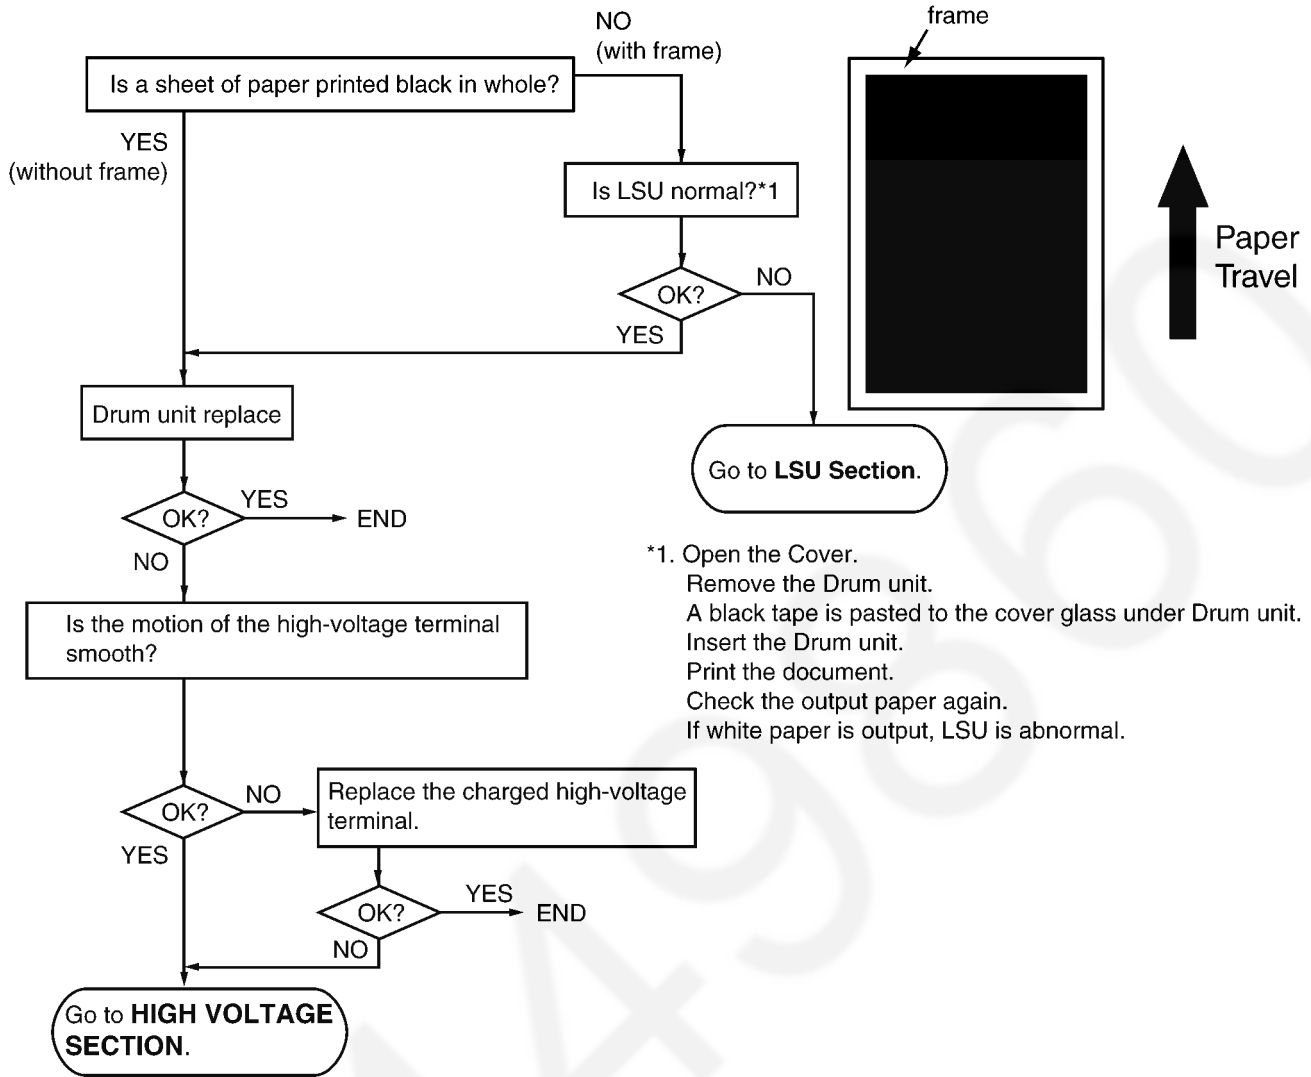 NO
(with frame)
frame
Is a sheet of paper printed black in whole?
YES
(without frame)
Is LSU normal?*1
Paper
Travel
OK?
NO
YES
Drum unit replace
Go to LSU Section.
OK?
YES
END
NO
*1. Open the Cover.
Remove the Drum unit.
A black tape is pasted to the cover glass under Drum unit.
Insert the Drum unit.
Print the document.
Check the output paper again.
If white paper is output, LSU is abnormal.
Is the motion of the high-voltage terminal
smooth?
OK?
NO
YES
Replace the charged high-voltage
terminal.
OK?
YES
END
NO
Go to HIGH VOLTAGE
SECTION.